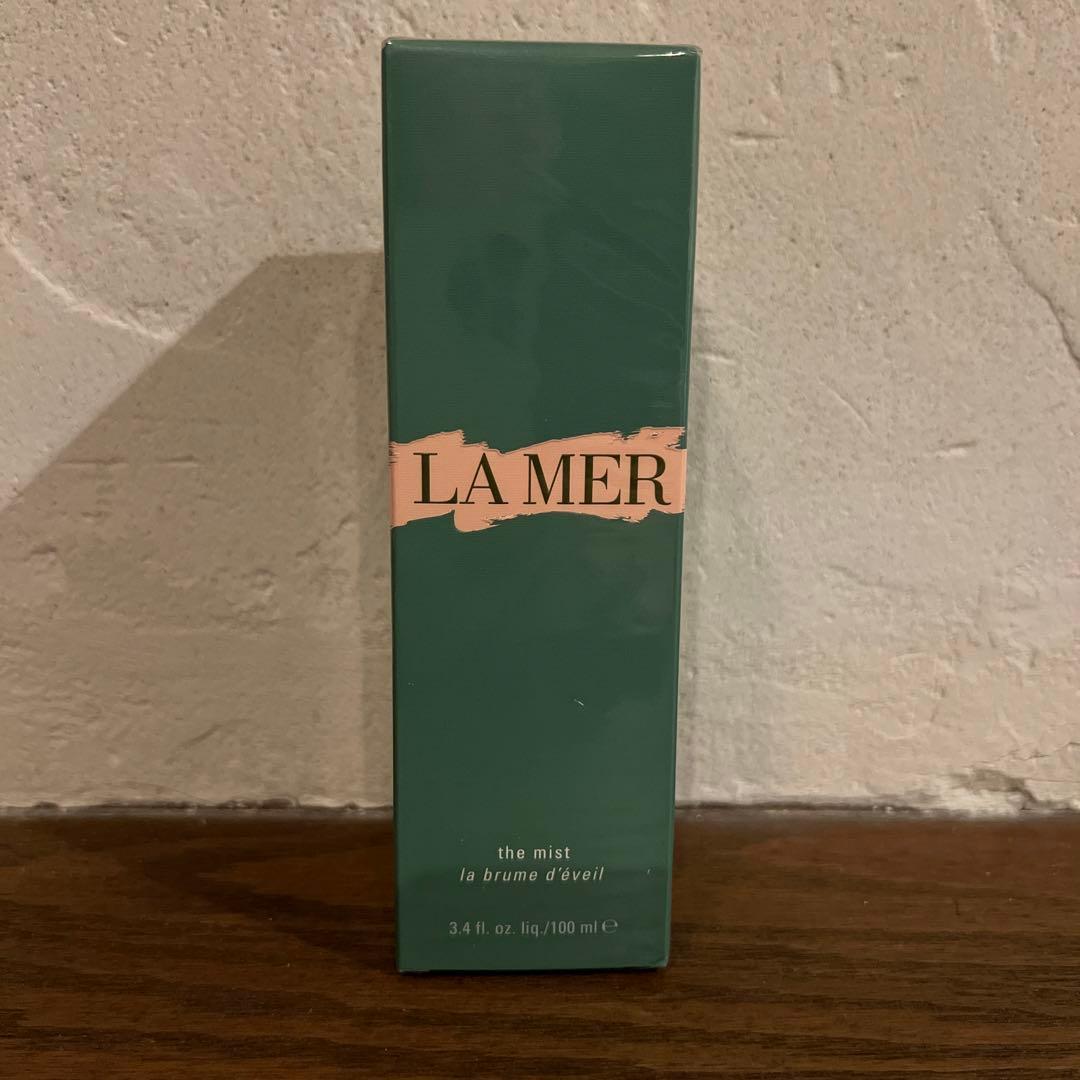 LA MER
the mist
la brume d'éveil
3.4 fl. oz. liq./100 ml ℮